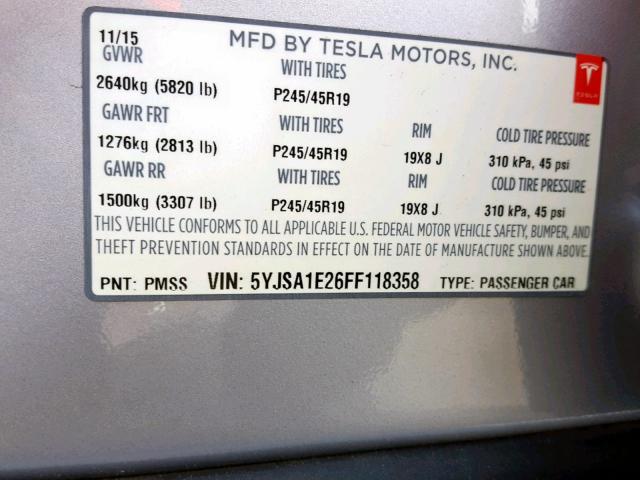 11/15 MFD BY TESLA MOTORS, INC.
GVWR WITH TIRES
2640kg (5820 lb) P245/45R19 TESLA
GAWR FRT WITH TIRES RIM COLD TIRE PRESSURE
1276kg (2813 lb) P245/45R19 19X8 J 310 kPa, 45 psi
GAWR RR WITH TIRES RIM COLD TIRE PRESSURE
1500kg (3307 lb) P245/45R19 19X8 J 310 kPa, 45 psi
THIS VEHICLE CONFORMS TO ALL APPLICABLE U.S. FEDERAL MOTOR VEHICLE SAFETY, BUMPER, AND
THEFT PREVENTION STANDARDS IN EFFECT ON THE DATE OF MANUFACTURE SHOWN ABOVE.
PNT: PMSS VIN: 5YJSA1E26FF118358 TYPE: PASSENGER CAR